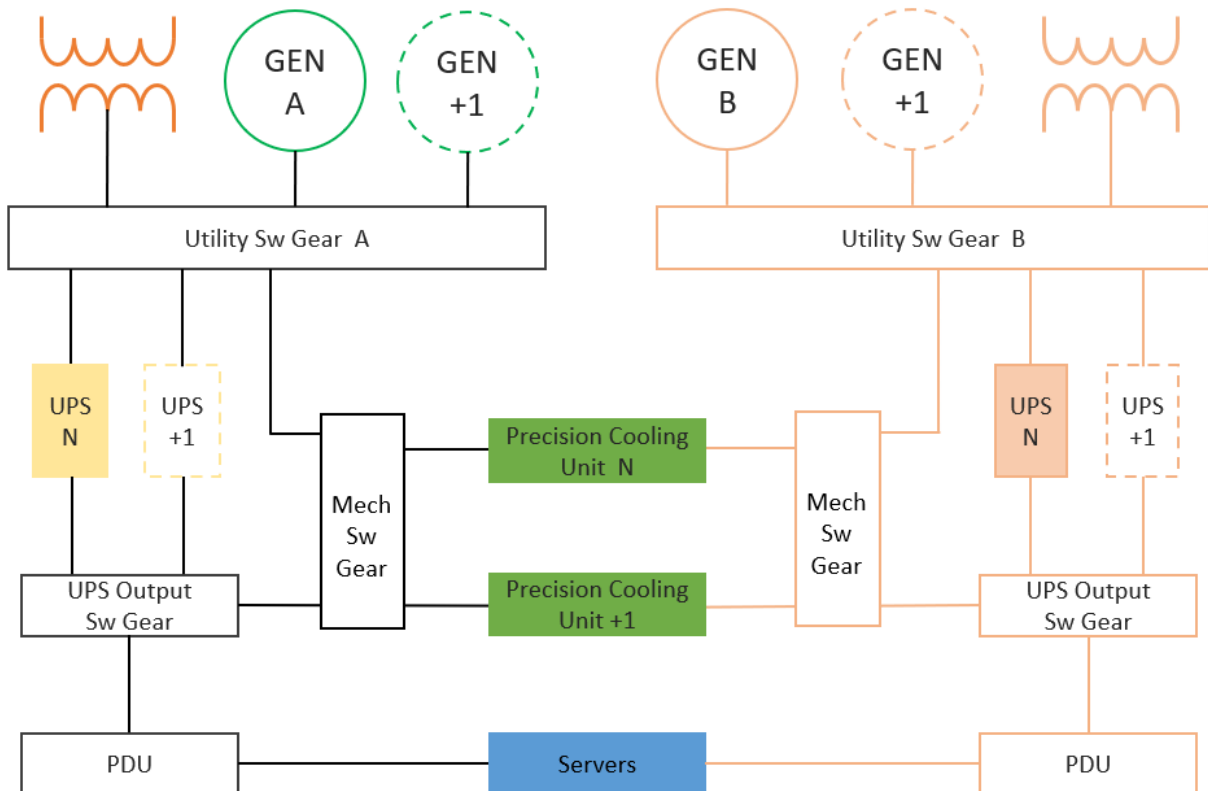 GEN
A
GEN
+1
GEN
B
GEN
+1
Utility Sw Gear A
Utility Sw Gear B
UPS
N
UPS
+1
Precision Cooling
Unit N
UPS
N
UPS
+1
Mech
Sw
Gear
Mech
Sw
Gear
UPS Output
Sw Gear
Precision Cooling
Unit +1
UPS Output
Sw Gear
PDU
Servers
PDU